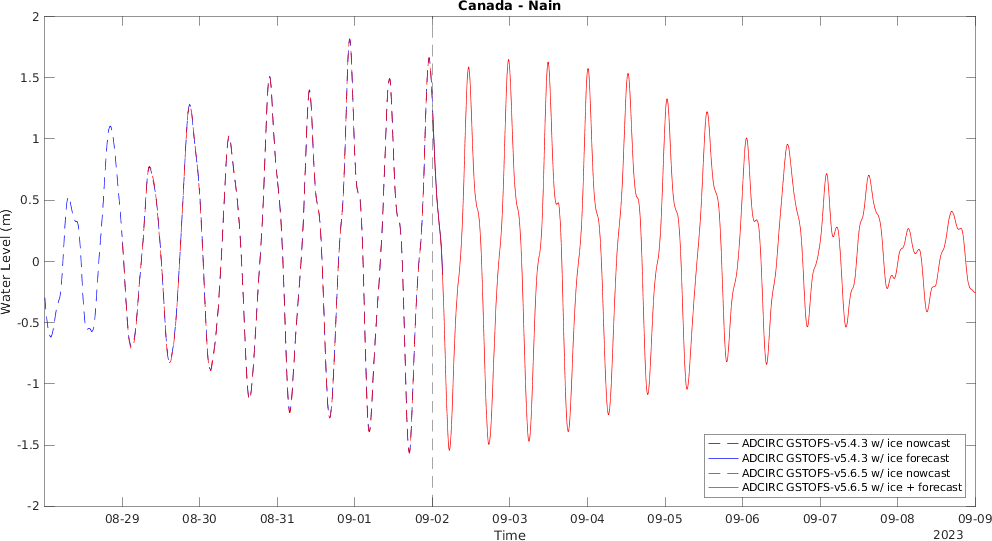 Canada - Nain
Water Level (m)
2
1.5
1
0.5
0
-0.5
-1
-1.5
-2
ADCIRC GSTOFS-v5.4.3 w/ ice nowcast
ADCIRC GSTOFS-v5.4.3 w/ ice forecast
ADCIRC GSTOFS-v5.6.5 w/ ice nowcast
ADCIRC GSTOFS-v5.6.5 w/ ice + forecast
08-29 08-30 08-31 09-01 09-02 09-03 09-04 09-05 09-06 09-07 09-08 09-09
Time
2023